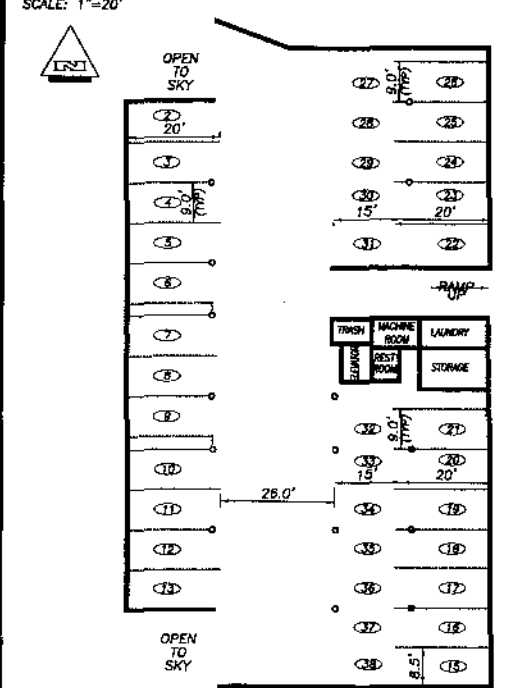 SCALE: 1"=20'
N
OPEN
TO
SKY
2
20'
3
4
9.0'
(TYP)
5
6
7
8
9
10
11
12
13
OPEN
TO
SKY
26.0'
27
9.0'
(TYP)
26
28
25
29
24
30
23
15'
20'
31
22
RAMP
UP
TRASH
MACHINE
ROOM
LAUNDRY
ELEVATOR
REST
ROOM
STORAGE
32
9.0'
(TYP)
21
33
20
15'
20'
34
19
35
18
36
17
37
16
38
8.5'
15